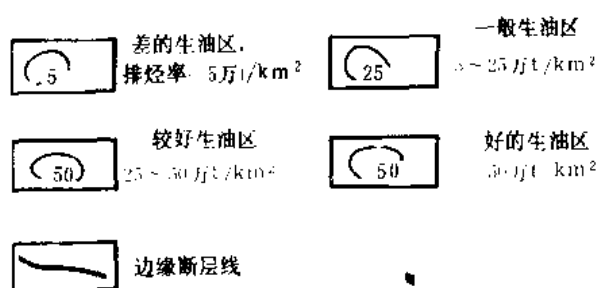 5 差的生油区,
排烃率 5万t/km²
25 一般生油区
5~25万t/km²
50 较好生油区
25~50万t/km²
50 好的生油区
50万t km²
边缘断层线